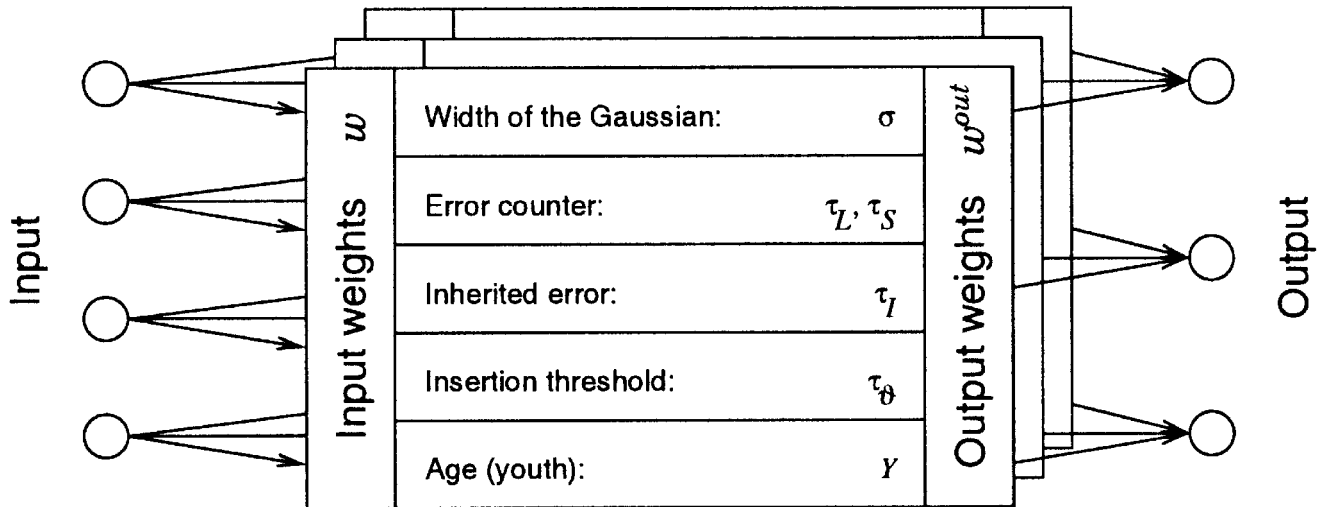 Input
Input weights w
Width of the Gaussian: σ
Error counter: τ_L, τ_S
Inherited error: τ_I
Insertion threshold: τ_ϑ
Age (youth): Y
Output weights w^out
Output